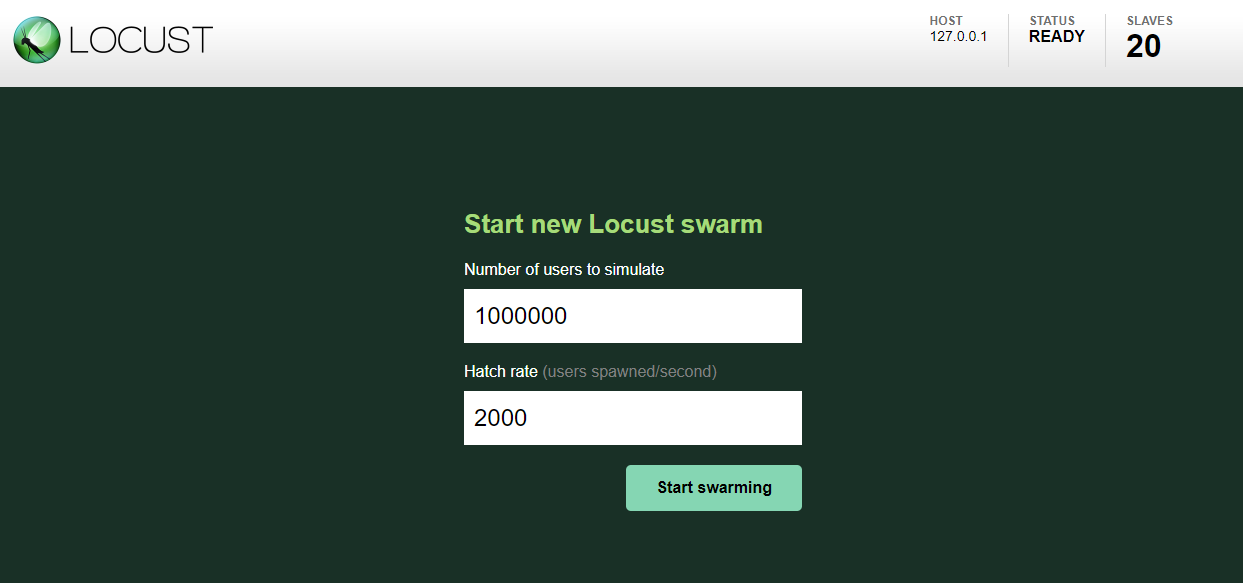 LOCUST
HOST
127.0.0.1
STATUS
READY
SLAVES
20
Start new Locust swarm
Number of users to simulate
1000000
Hatch rate (users spawned/second)
2000
Start swarming